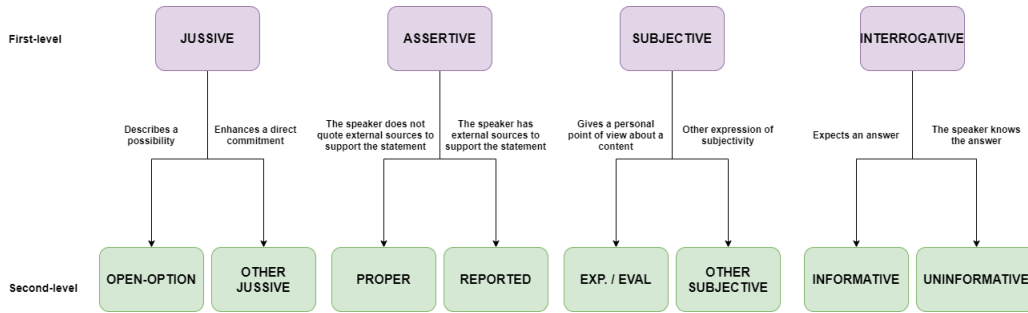 First-level
JUSSIVE
ASSERTIVE
SUBJECTIVE
INTERROGATIVE
Describes a
possibility
Enhances a direct
commitment
The speaker does not
quote external sources to
support the statement
The speaker has
external sources to
support the statement
Gives a personal
point of view about a
content
Other expression of
subjectivity
Expects an answer
The speaker knows
the answer
Second-level
OPEN-OPTION
OTHER
JUSSIVE
PROPER
REPORTED
EXP. / EVAL
OTHER
SUBJECTIVE
INFORMATIVE
UNINFORMATIVE